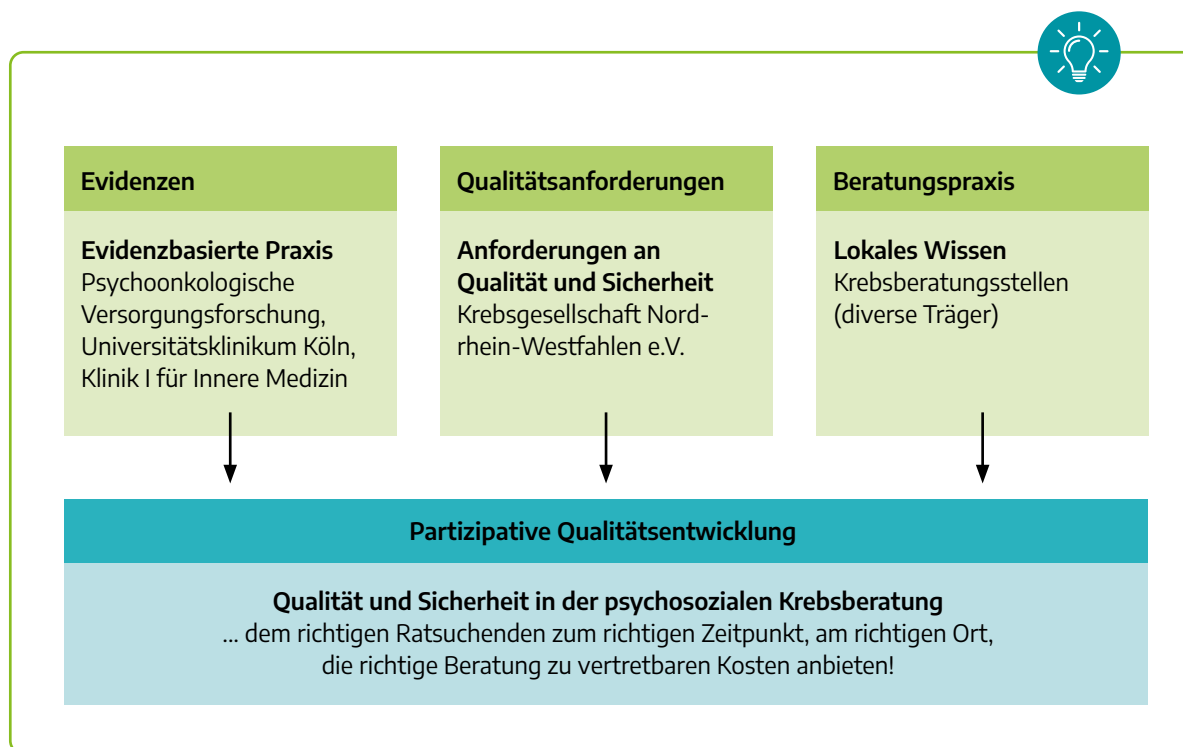 Evidenzen
Evidenzbasierte Praxis
Psychoonkologische
Versorgungsforschung,
Universitätsklinikum Köln,
Klinik I für Innere Medizin
Qualitätsanforderungen
Anforderungen an
Qualität und Sicherheit
Krebsgesellschaft Nord-
rhein-Westfahlen e.V.
Beratungspraxis
Lokales Wissen
Krebsberatungsstellen
(diverse Träger)
Partizipative Qualitätsentwicklung
Qualität und Sicherheit in der psychosozialen Krebsberatung
... dem richtigen Ratsuchenden zum richtigen Zeitpunkt, am richtigen Ort,
die richtige Beratung zu vertretbaren Kosten anbieten!